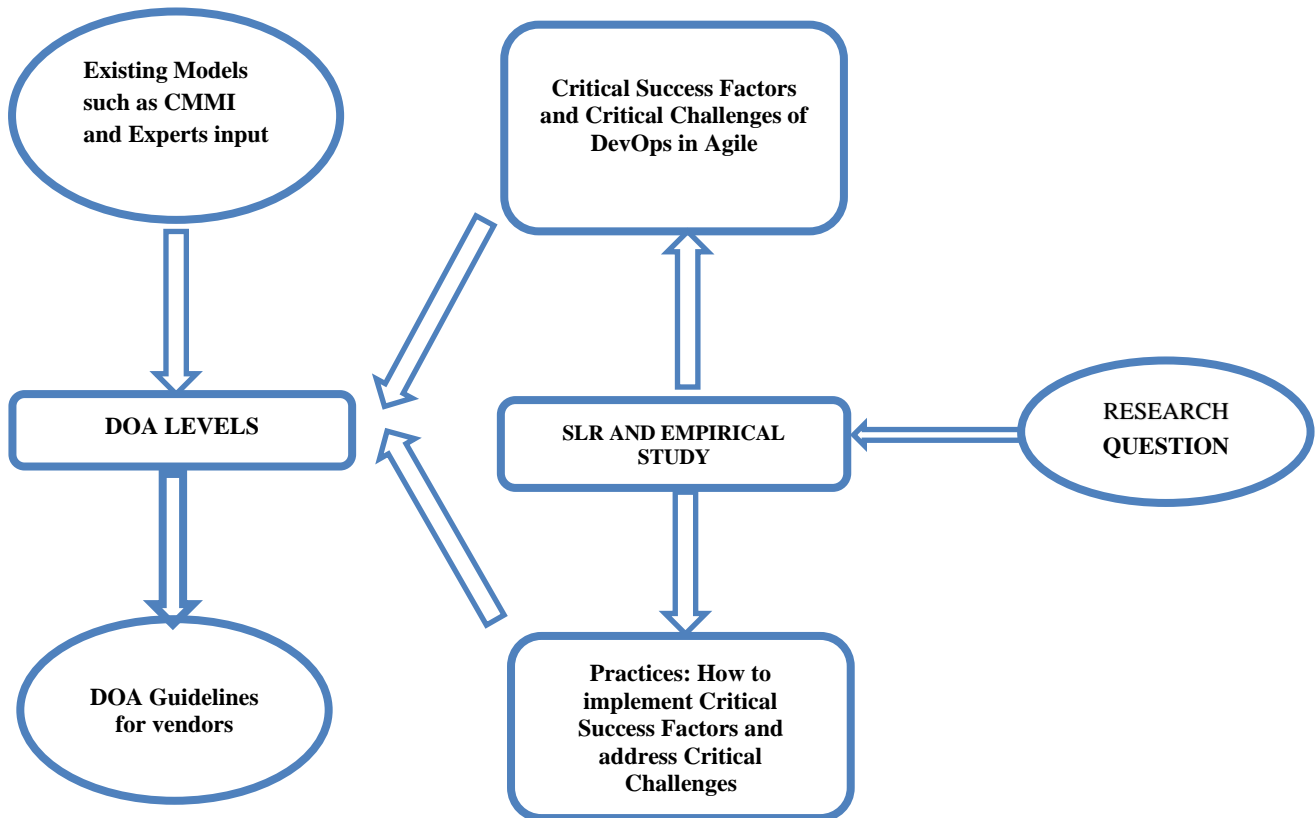 Existing Models
such as CMMI
and Experts input
Critical Success Factors
and Critical Challenges of
DevOps in Agile
DOA LEVELS
SLR AND EMPIRICAL
STUDY
RESEARCH
QUESTION
DOA Guidelines
for vendors
Practices: How to
implement Critical
Success Factors and
address Critical
Challenges